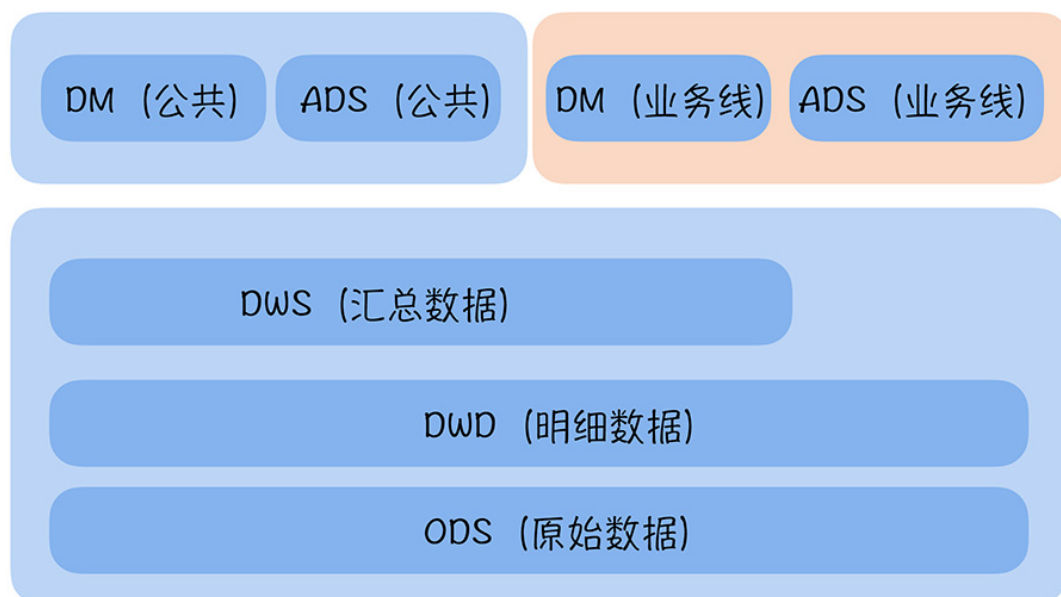 DM（公共）
ADS（公共）
DM（业务线）
ADS（业务线）
DWS（汇总数据）
DWD（明细数据）
ODS（原始数据）